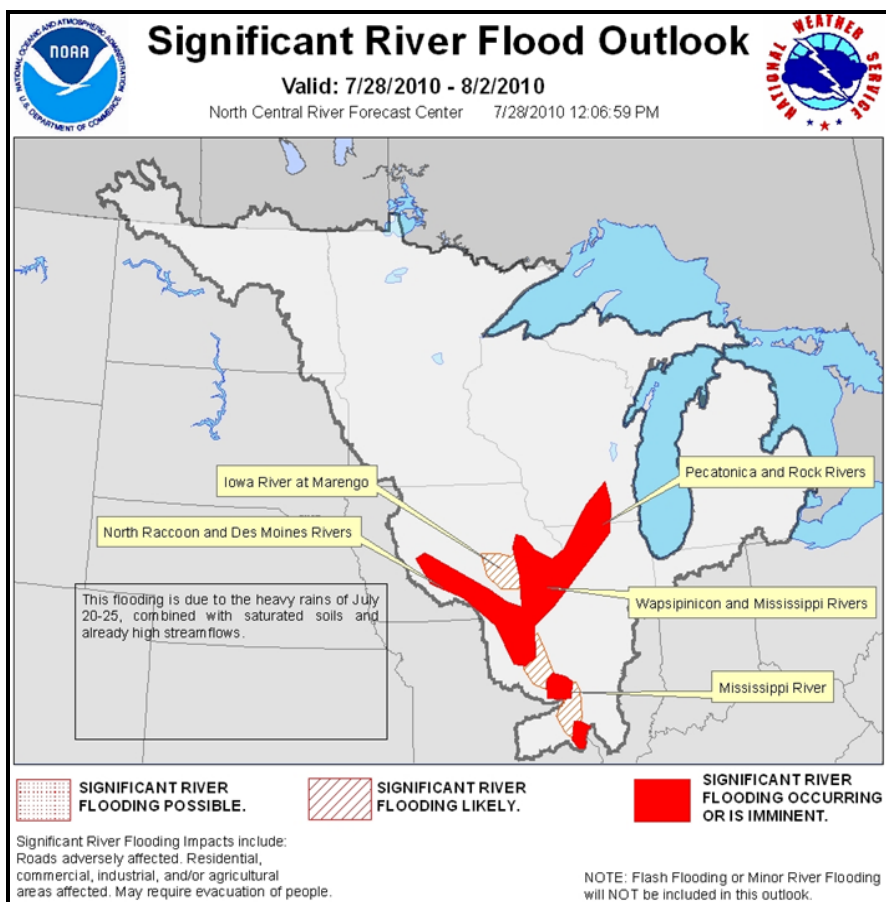 NATIONAL OCEANIC AND ATMOSPHERIC ADMINISTRATION
NOAA
U.S. DEPARTMENT OF COMMERCE
Significant River Flood Outlook
Valid: 7/28/2010 - 8/2/2010
North Central River Forecast Center 7/28/2010 12:06:59 PM
NATIONAL WEATHER SERVICE
Iowa River at Marengo
Pecatonica and Rock Rivers
North Raccoon and Des Moines Rivers
This flooding is due to the heavy rains of July
20-25, combined with saturated soils and
already high streamflows.
Wapsipinicon and Mississippi Rivers
Mississippi River
SIGNIFICANT RIVER
FLOODING POSSIBLE.
SIGNIFICANT RIVER
FLOODING LIKELY.
SIGNIFICANT RIVER
FLOODING OCCURRING
OR IS IMMINENT.
Significant River Flooding Impacts include:
Roads adversely affected. Residential,
commercial, industrial, and/or agricultural
areas affected. May require evacuation of people.
NOTE: Flash Flooding or Minor River Flooding
will NOT be included in this outlook.